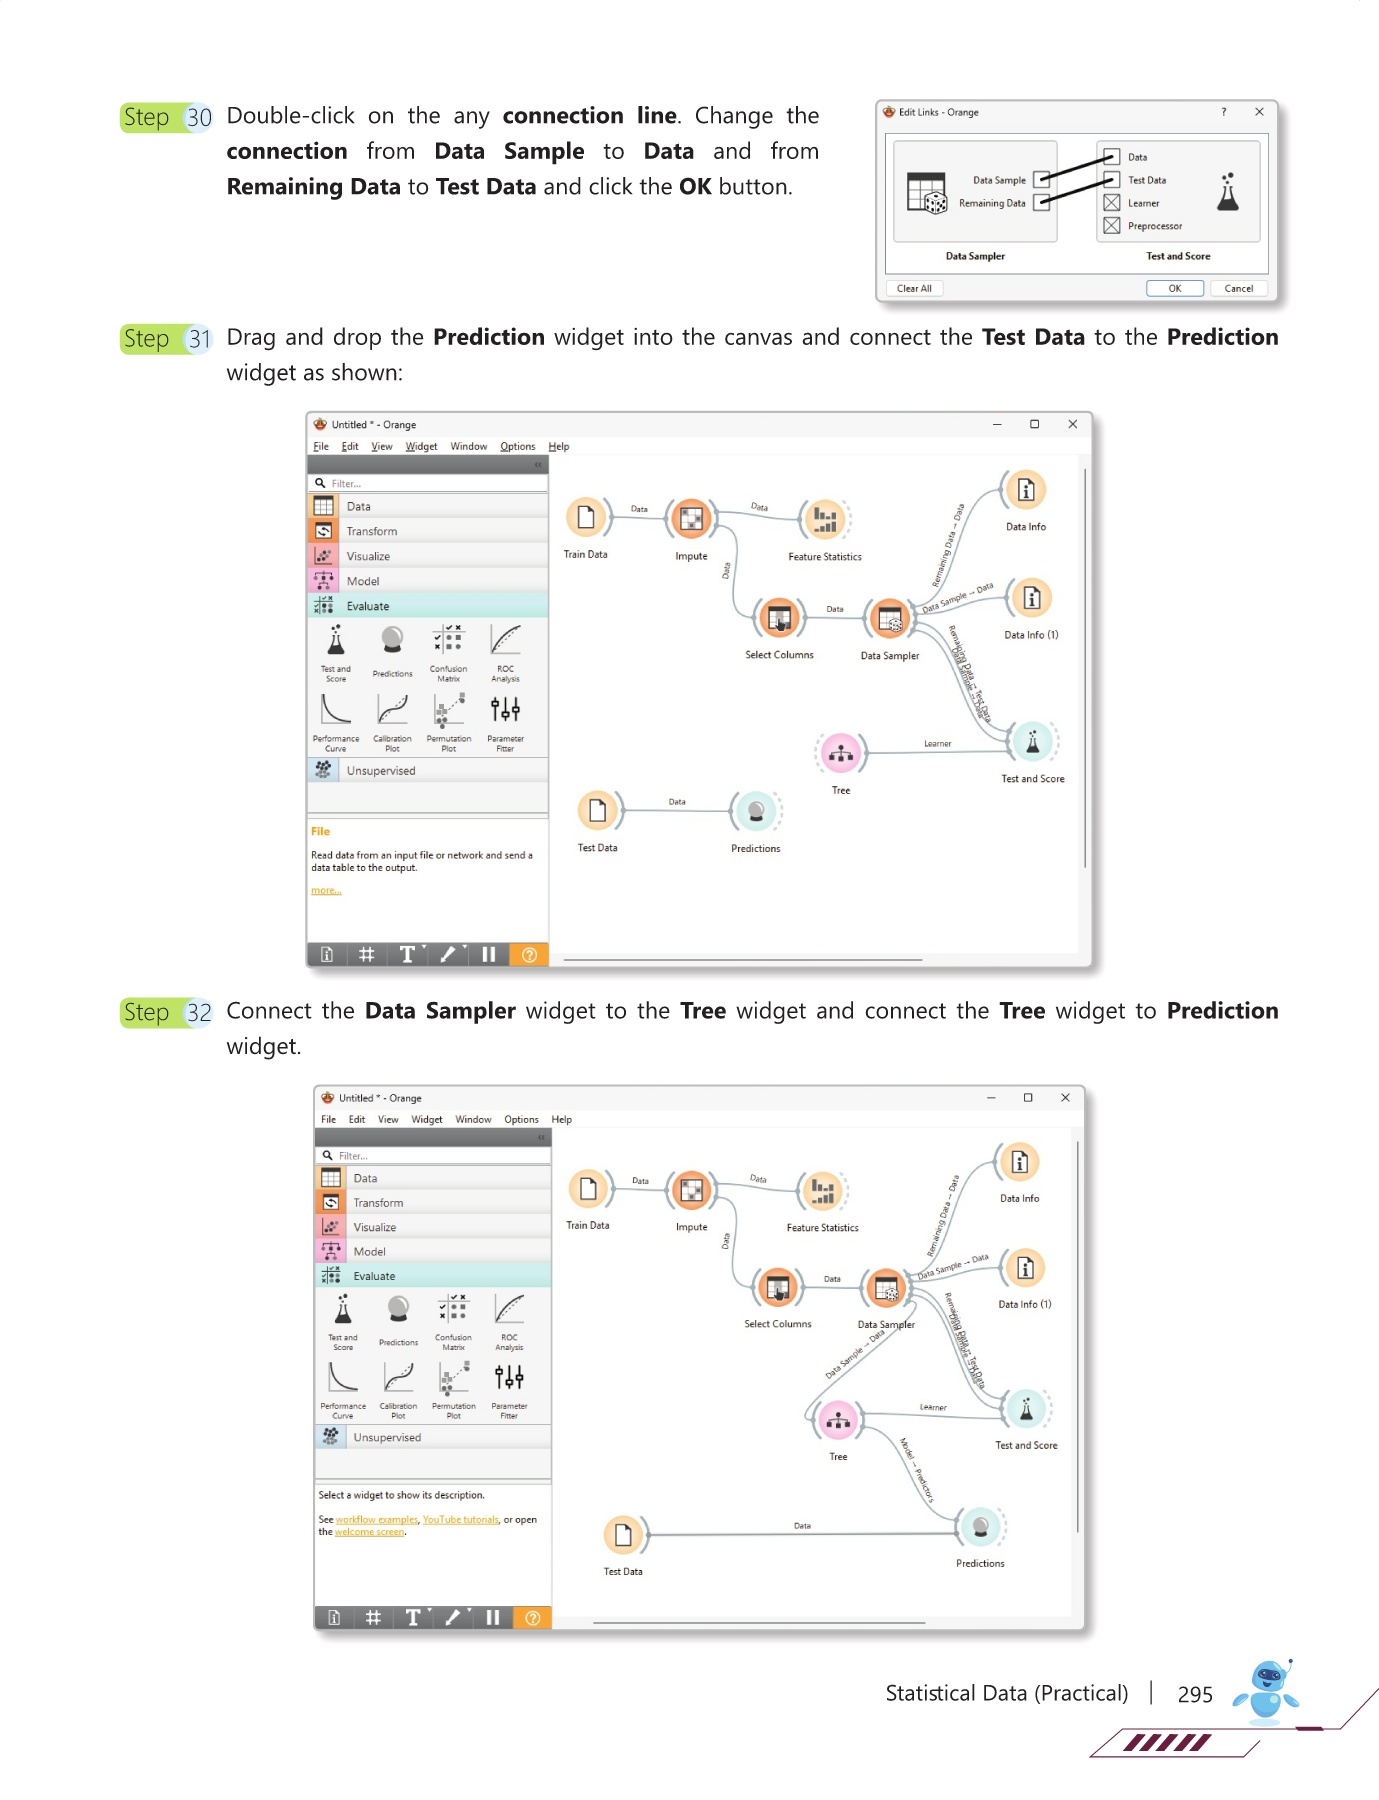 Step 30 Double-click on the any connection line. Change the
connection from Data Sample to Data and from
Remaining Data to Test Data and click the OK button.
Edit Links - Orange ? ×
Data
Data Sample Test Data
Remaining Data Learner
Preprocessor
Data Sampler Test and Score
Clear All OK Cancel
Step 31 Drag and drop the Prediction widget into the canvas and connect the Test Data to the Prediction
widget as shown:
Untitled * - Orange
File Edit View Widget Window Options Help
Filter...
Data
Transform
Visualize
Model
Evaluate
Test and Score
Predictions
Confusion Matrix
ROC Analysis
Performance Curve
Calibration Plot
Permutation Plot
Parameter Fitter
Unsupervised
File
Read data from an input file or network and send a
data table to the output.
more...
Train Data
Data
Impute
Data
Feature Statistics
Data
Select Columns
Data
Data Sampler
Remaining Data → Data
Data Info
Data Sample → Data
Data Info (1)
Remaining Data → Test Data
Data Sample → Data
Test and Score
Tree
Learner
Test Data
Data
Predictions
Step 32 Connect the Data Sampler widget to the Tree widget and connect the Tree widget to Prediction
widget.
Untitled * - Orange
File Edit View Widget Window Options Help
Filter...
Data
Transform
Visualize
Model
Evaluate
Test and Score
Predictions
Confusion Matrix
ROC Analysis
Performance Curve
Calibration Plot
Permutation Plot
Parameter Fitter
Unsupervised
Select a widget to show its description.
See workflow examples, YouTube tutorials, or open
the welcome screen.
Train Data
Data
Impute
Data
Feature Statistics
Data
Select Columns
Data
Data Sampler
Remaining Data → Data
Data Info
Data Sample → Data
Data Info (1)
Remaining Data → Test Data
Data Sample → Data
Test and Score
Data Sample → Data
Tree
Learner
Model → Predictors
Test Data
Data
Predictions
Statistical Data (Practical) | 295